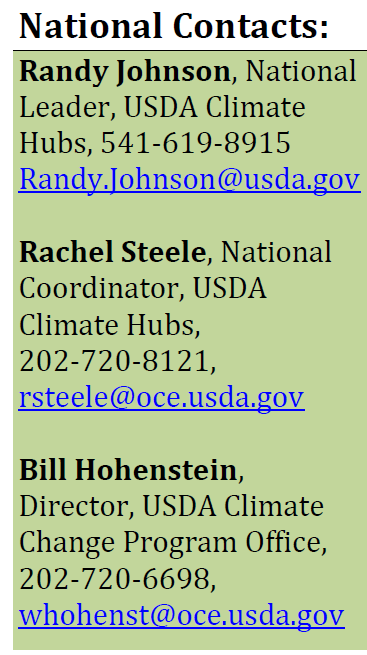 National Contacts:
Randy Johnson, National
Leader, USDA Climate
Hubs, 541-619-8915
Randy.Johnson@usda.gov
Rachel Steele, National
Coordinator, USDA
Climate Hubs,
202-720-8121,
rsteele@oce.usda.gov
Bill Hohenstein,
Director, USDA Climate
Change Program Office,
202-720-6698,
whohenst@oce.usda.gov